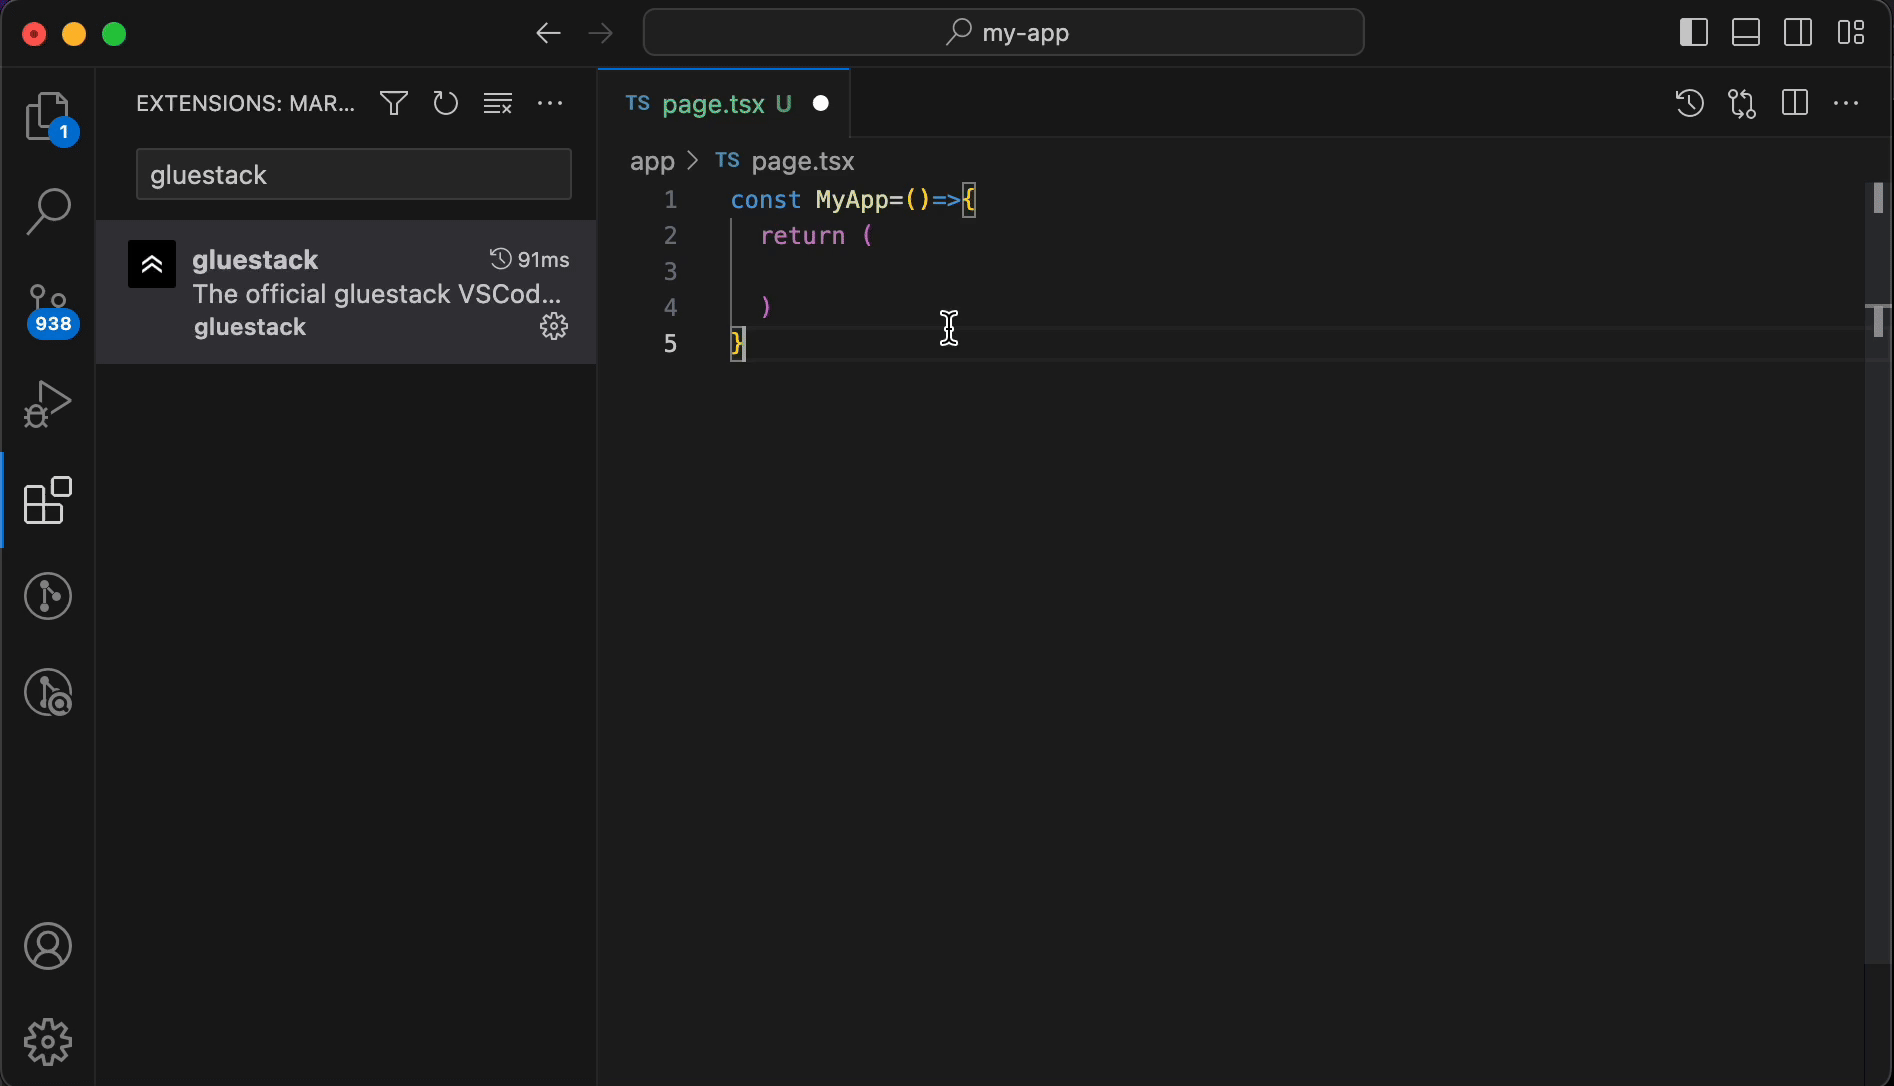 my-app
EXTENSIONS: MAR...
gluestack
gluestack 91ms
The official gluestack VSCod...
gluestack
1
938
TS page.tsx U
app > TS page.tsx
1 const MyApp=()=>{
2 return (
3
4 )
5 }